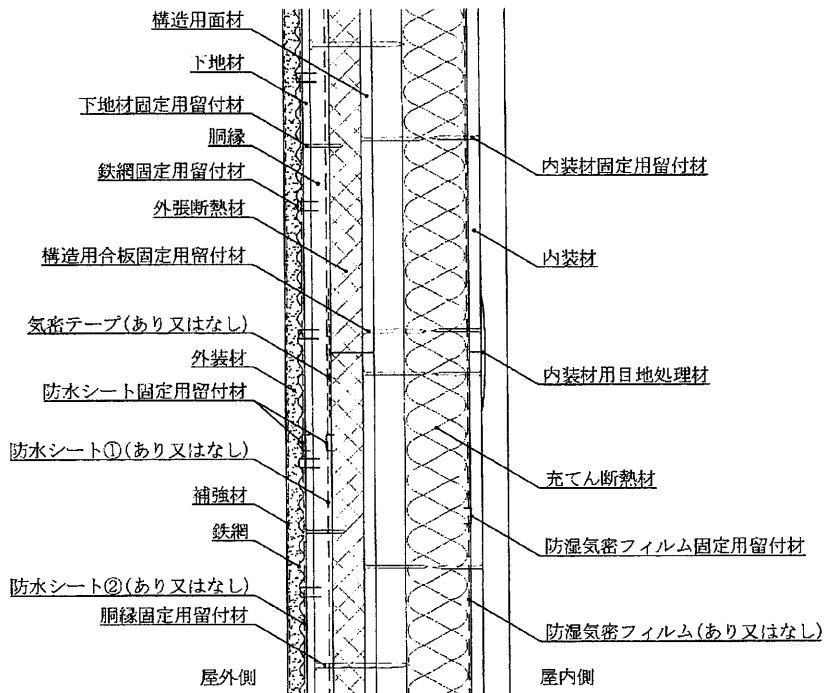 構造用面材
下地材
下地材固定用留付材
胴縁
鉄網固定用留付材
外張断熱材
構造用合板固定用留付材
気密テープ(あり又はなし)
外装材
防水シート固定用留付材
防水シート①(あり又はなし)
補強材
鉄網
防水シート②(あり又はなし)
胴縁固定用留付材
屋外側
内装材固定用留付材
内装材
内装材用目地処理材
充てん断熱材
防湿気密フィルム固定用留付材
防湿気密フィルム(あり又はなし)
屋内側